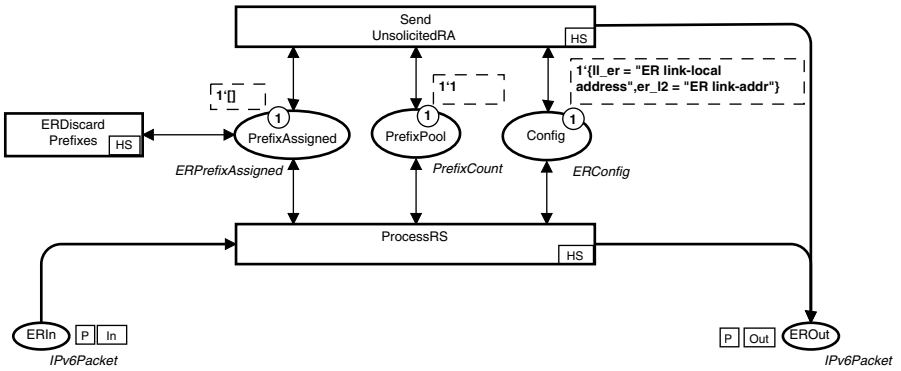 Send
UnsolicitedRA
HS
1‘[]
1‘1
1‘{ll_er = "ER link-local
address",er_l2 = "ER link-addr"}
1
1
1
ERDiscard
Prefixes
HS
PrefixAssigned
PrefixPool
Config
ERPrefixAssigned
PrefixCount
ERConfig
ProcessRS
HS
ERIn
P
In
IPv6Packet
P
Out
EROut
IPv6Packet